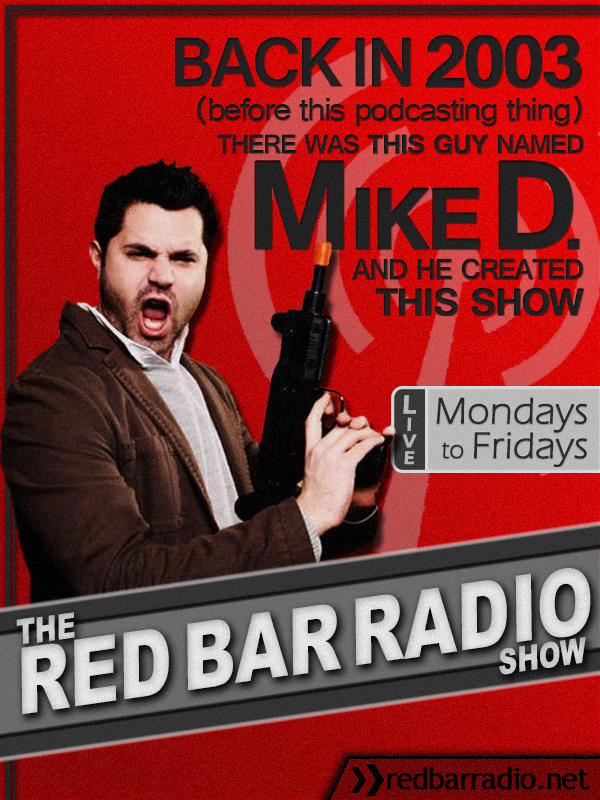 BACK IN 2003
(before this podcasting thing)
THERE WAS THIS GUY NAMED
MIKE D.
AND HE CREATED
THIS SHOW
LIVE
Mondays
to Fridays
THE
RED BAR RADIO
SHOW
redbarradio.net